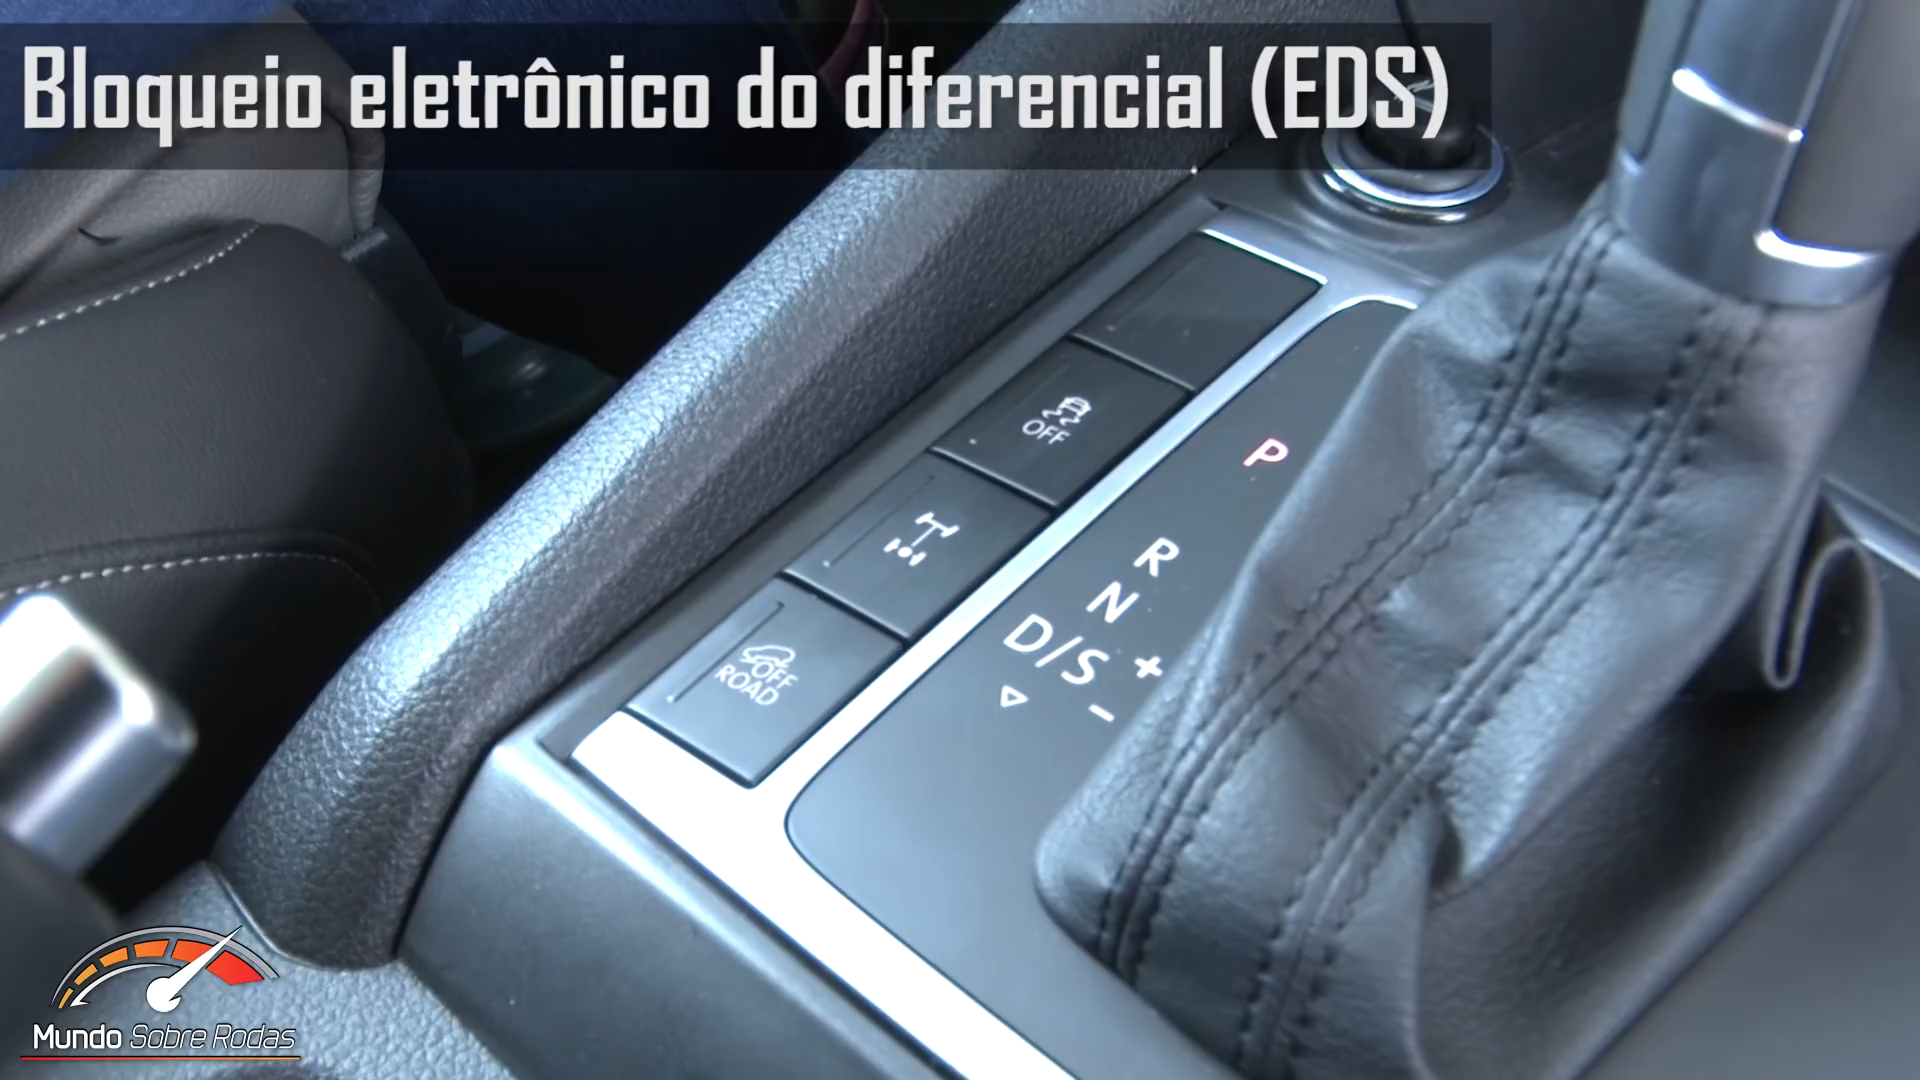 Bloqueio eletrônico do diferencial (EDS)
OFF
P
R
N
D/S +
-
OFF
ROAD
Mundo Sobre Rodas